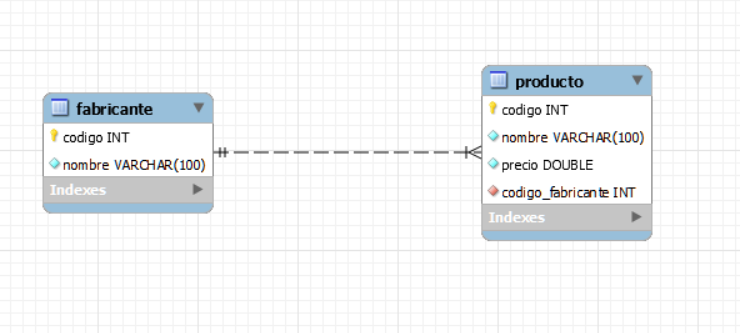 fabricante
codigo INT
nombre VARCHAR(100)
Indexes
producto
codigo INT
nombre VARCHAR(100)
precio DOUBLE
codigo_fabricante INT
Indexes